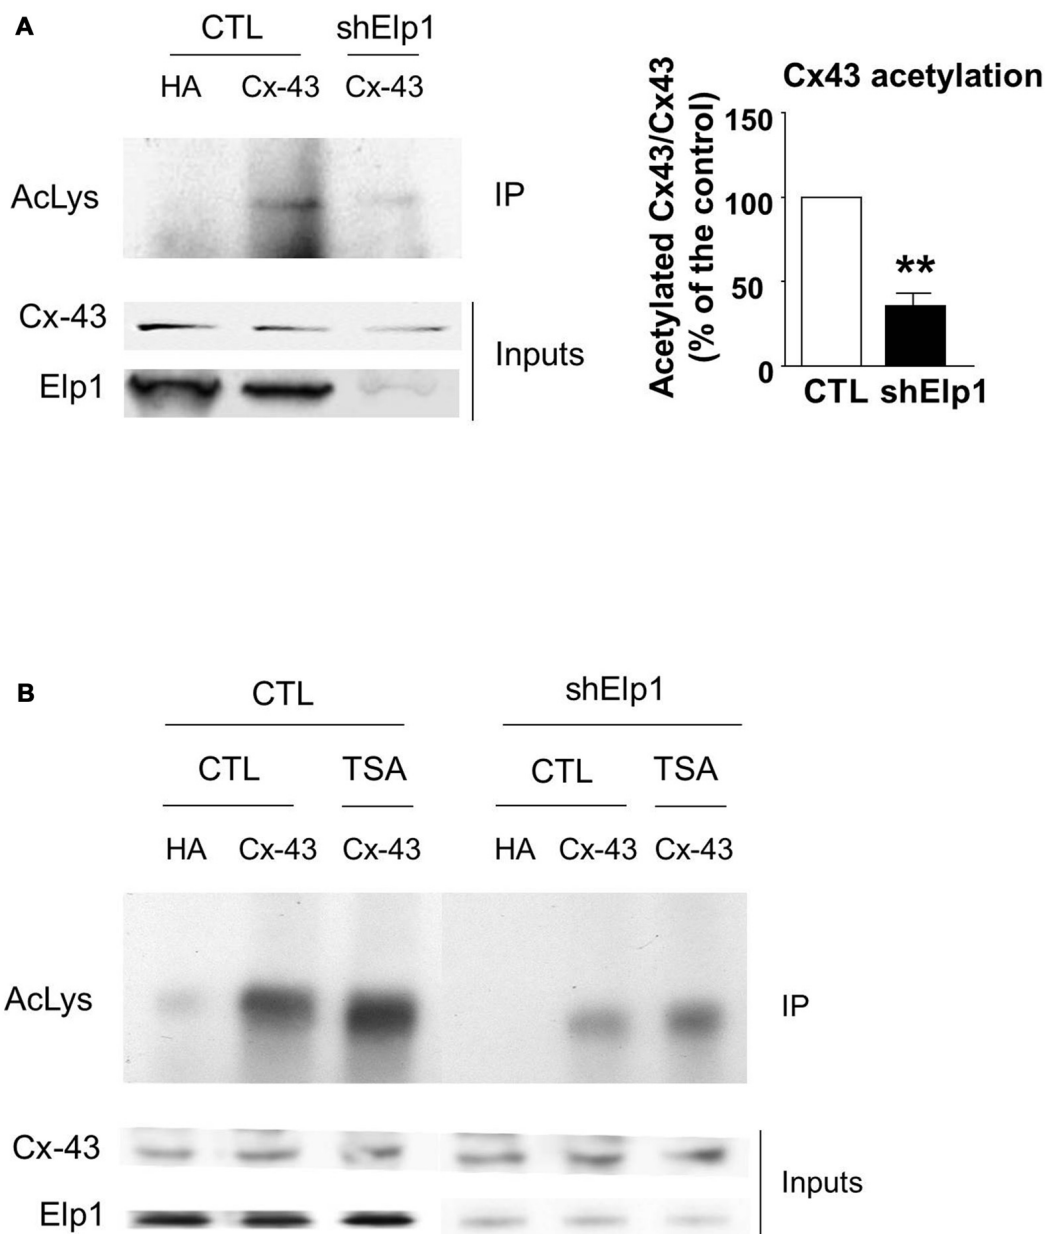 A
CTL shElp1
HA Cx-43 Cx-43
AcLys
IP
Cx-43
Elp1
Inputs
Cx43 acetylation
Acetylated Cx43/Cx43
(% of the control)
150
100
50
0
**
CTL shElp1
B
CTL shElp1
CTL TSA CTL TSA
HA Cx-43 Cx-43 HA Cx-43 Cx-43
AcLys
IP
Cx-43
Elp1
Inputs